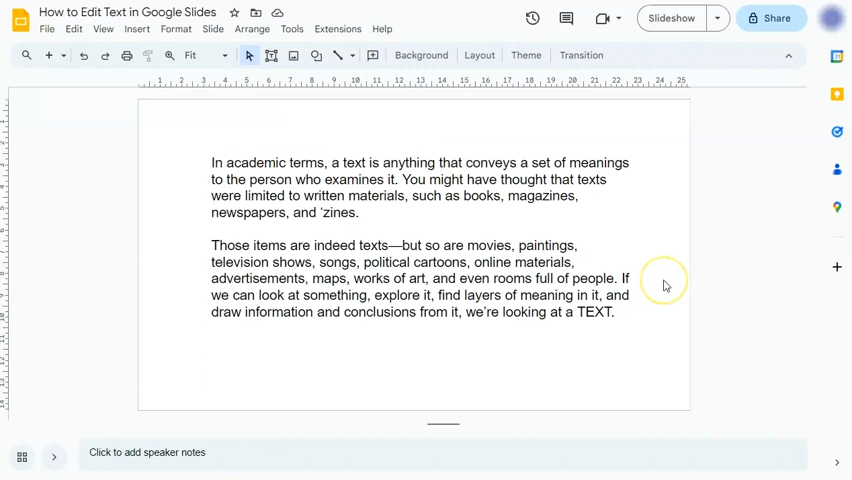 How to Edit Text in Google Slides
File Edit View Insert Format Slide Arrange Tools Extensions Help
Slideshow
Share
Fit
Background Layout Theme Transition
1 2 3 4 5 6 7 8 9 10 11 12 13 14 15 16 17 18 19 20 21 22 23 24 25
In academic terms, a text is anything that conveys a set of meanings
to the person who examines it. You might have thought that texts
were limited to written materials, such as books, magazines,
newspapers, and ‘zines.
Those items are indeed texts—but so are movies, paintings,
television shows, songs, political cartoons, online materials,
advertisements, maps, works of art, and even rooms full of people. If
we can look at something, explore it, find layers of meaning in it, and
draw information and conclusions from it, we’re looking at a TEXT.
Click to add speaker notes